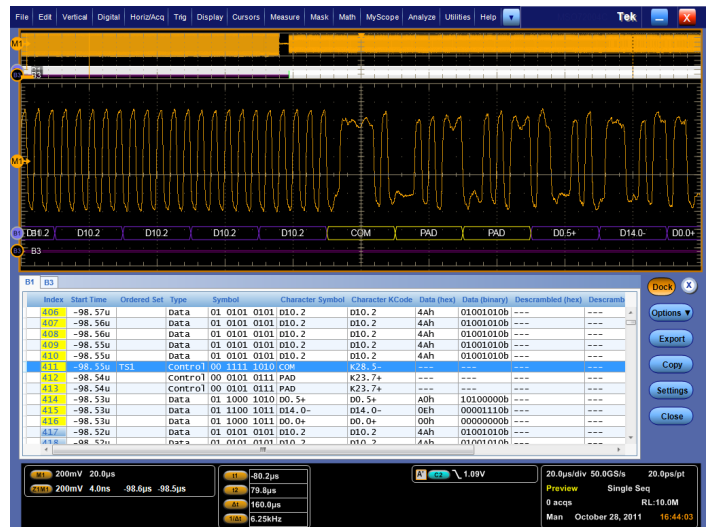 File Edit Vertical Digital Horiz/Acq Trig Display Cursors Measure Mask Math MyScope Analyze Utilities Help Tek X
M1
B3
M1
B1 D10.2 D10.2 D10.2 D10.2 COM PAD PAD D0.5+ D14.0- D0.0+
B3
B1 B3
Dock X
Index Start Time Ordered Set Type Symbol Character Symbol Character KCode Data (hex) Data (binary) Descrambled (hex) Descramb
406 -98.57u Data 01 0101 0101 D10.2 D10.2 4Ah 01001010b --- ---
407 -98.56u Data 01 0101 0101 D10.2 D10.2 4Ah 01001010b --- ---
408 -98.56u Data 01 0101 0101 D10.2 D10.2 4Ah 01001010b --- ---
409 -98.55u Data 01 0101 0101 D10.2 D10.2 4Ah 01001010b --- ---
410 -98.55u Data 01 0101 0101 D10.2 D10.2 4Ah 01001010b --- ---
411 -98.55u TS1 Control 00 1111 1010 COM K28.5- --- --- --- ---
412 -98.54u Control 00 0101 0111 PAD K23.7+ --- --- --- ---
413 -98.54u Control 00 0101 0111 PAD K23.7+ --- --- --- ---
414 -98.53u Data 01 1000 1010 D0.5+ D0.5+ A0h 10100000b --- ---
415 -98.53u Data 01 1100 1011 D14.0- D14.0- 0Eh 00001110b --- ---
416 -98.53u Data 01 1000 1011 D0.0+ D0.0+ 00h 00000000b --- ---
417 -98.52u Data 01 0101 0101 D10.2 D10.2 4Ah 01001010b --- ---
418 -98.52u Data 01 0101 0101 D10.2 D10.2 4Ah 01001010b --- ---
Options
Export
Copy
Settings
Close
M1 200mV 20.0µs
Z1M1 200mV 4.0ns -98.6µs -98.5µs
t1 -80.2µs
t2 79.8µs
Δt 160.0µs
1/Δt 6.25kHz
A' C2 1.09V
20.0µs/div 50.0GS/s 20.0ps/pt
Preview Single Seq
0 acqs RL:10.0M
Man October 28, 2011 16:44:03